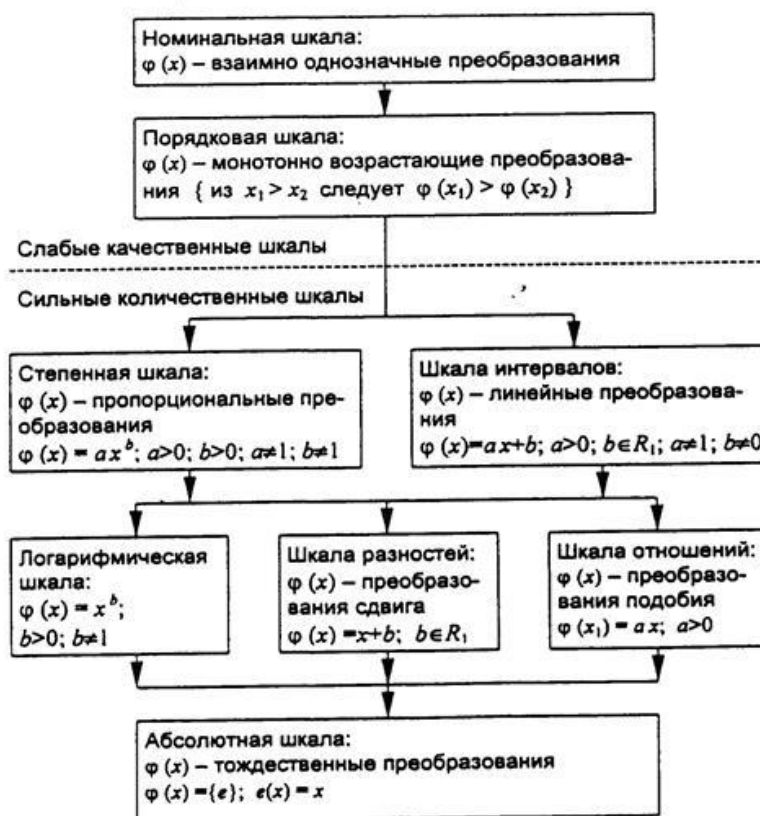 Номинальная шкала:
φ (x) – взаимно однозначные преобразования
Порядковая шкала:
φ (x) – монотонно возрастающие преобразова-
ния { из x₁ > x₂ следует φ (x₁) > φ (x₂) }
Слабые качественные шкалы
Сильные количественные шкалы
Степенная шкала:
φ (x) – пропорциональные пре-
образования
φ (x) = ax^b; a>0; b>0; a≠1; b≠1
Шкала интервалов:
φ (x) – линейные преобразова-
ния
φ (x)=ax+b; a>0; b∈R₁; a≠1; b≠0
Логарифмическая
шкала:
φ (x) = x^b;
b>0; b≠1
Шкала разностей:
φ (x) – преобразо-
вания сдвига
φ (x) =x+b; b∈R₁
Шкала отношений:
φ (x) – преобразо-
вания подобия
φ (x₁) = ax; a>0
Абсолютная шкала:
φ (x) – тождественные преобразования
φ (x) ={e}; e(x) = x